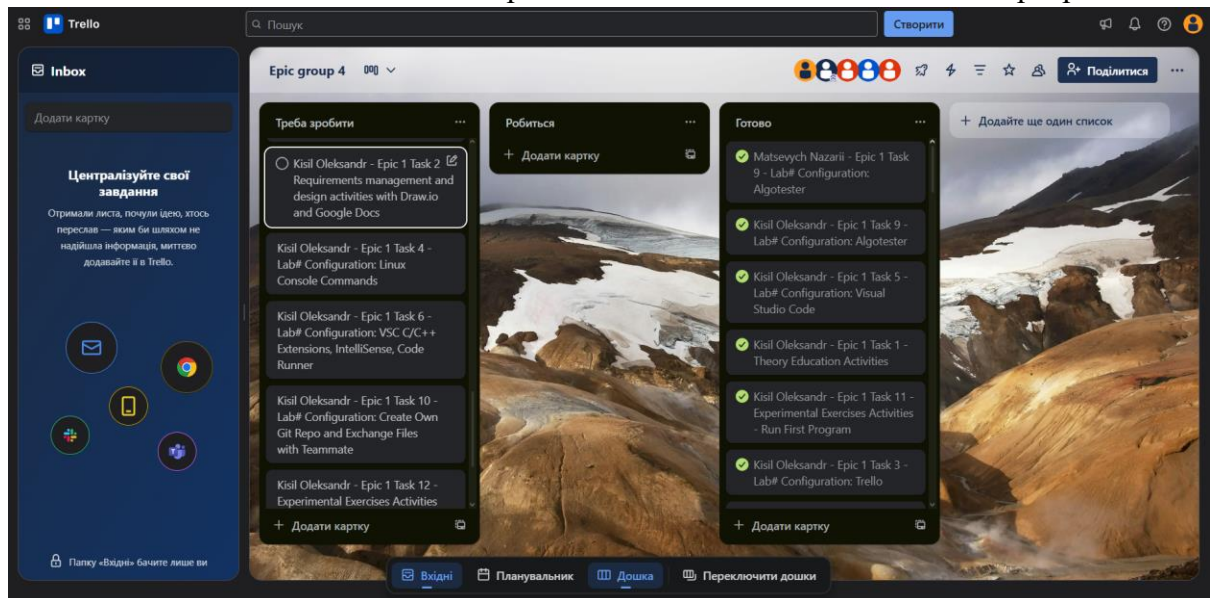 Trello
Пошук
Створити
Inbox
Додати картку
Централізуйте свої
завдання
Отримали листа, почули ідею, хтось
переслав — яким би шляхом не
надійшла інформація, миттєво
додавайте її в Trello.
Папку «Вхідні» бачите лише ви
Epic group 4
Поділитися
Треба зробити
Kisil Oleksandr - Epic 1 Task 2
Requirements management and
design activities with Draw.io
and Google Docs
Kisil Oleksandr - Epic 1 Task 4 -
Lab# Configuration: Linux
Console Commands
Kisil Oleksandr - Epic 1 Task 6 -
Lab# Configuration: VSC C/C++
Extensions, IntelliSense, Code
Runner
Kisil Oleksandr - Epic 1 Task 10 -
Lab# Configuration: Create Own
Git Repo and Exchange Files
with Teammate
Kisil Oleksandr - Epic 1 Task 12 -
Experimental Exercises Activities
+ Додати картку
Робиться
+ Додати картку
Готово
Matsevych Nazarii - Epic 1 Task
9 - Lab# Configuration:
Algotester
Kisil Oleksandr - Epic 1 Task 9 -
Lab# Configuration: Algotester
Kisil Oleksandr - Epic 1 Task 5 -
Lab# Configuration: Visual
Studio Code
Kisil Oleksandr - Epic 1 Task 1 -
Theory Education Activities
Kisil Oleksandr - Epic 1 Task 11 -
Experimental Exercises Activities
- Run First Program
Kisil Oleksandr - Epic 1 Task 3 -
Lab# Configuration: Trello
+ Додати картку
+ Додайте ще один список
Вхідні
Планувальник
Дошка
Переключити дошки